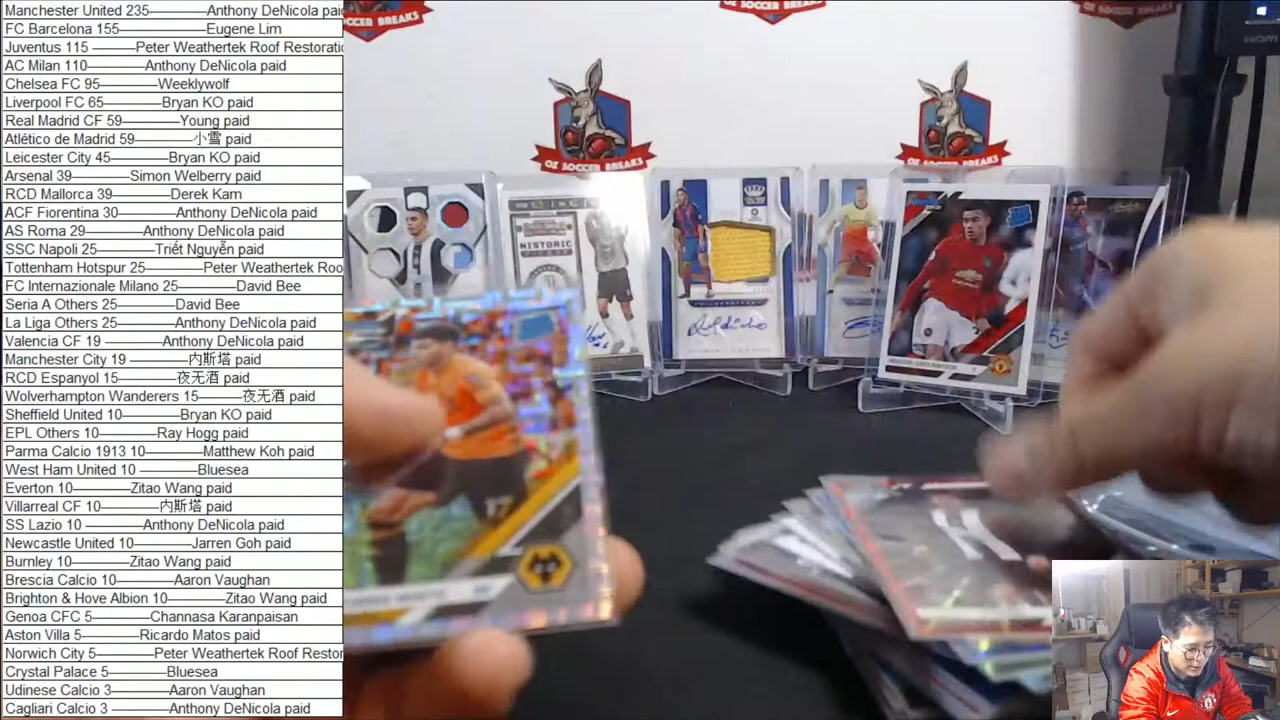 Manchester United 235————Anthony DeNicola pai
FC Barcelona 155————Eugene Lim
Juventus 115 ————Peter Weathertek Roof Restorati
AC Milan 110————Anthony DeNicola paid
Chelsea FC 95————Weeklywolf
Liverpool FC 65————Bryan KO paid
Real Madrid CF 59————Young paid
Atlético de Madrid 59————小雪 paid
Leicester City 45————Bryan KO paid
Arsenal 39————Simon Welberry paid
RCD Mallorca 39————Derek Kam
ACF Fiorentina 30————Anthony DeNicola paid
AS Roma 29————Anthony DeNicola paid
SSC Napoli 25————Triét Nguyễn paid
Tottenham Hotspur 25————Peter Weathertek Roo
FC Internazionale Milano 25————David Bee
Seria A Others 25————David Bee
La Liga Others 25————Anthony DeNicola paid
Valencia CF 19————Anthony DeNicola paid
Manchester City 19————内斯塔 paid
RCD Espanyol 15————夜无酒 paid
Wolverhampton Wanderers 15————夜无酒 paid
Sheffield United 10————Bryan KO paid
EPL Others 10————Ray Hogg paid
Parma Calcio 1913 10————Matthew Koh paid
West Ham United 10 ————Bluesea
Everton 10————Zitao Wang paid
Villarreal CF 10————内斯塔 paid
SS Lazio 10 ————Anthony DeNicola paid
Newcastle United 10————Jarren Goh paid
Burnley 10————Zitao Wang paid
Brescia Calcio 10————Aaron Vaughan
Brighton & Hove Albion 10————Zitao Wang paid
Genoa CFC 5————Channasa Karanpaisan
Aston Villa 5————Ricardo Matos paid
Norwich City 5————Peter Weathertek Roof Restor
Crystal Palace 5————Bluesea
Udinese Calcio 3————Aaron Vaughan
Cagliari Calcio 3————Anthony DeNicola paid
OZ SOCCER BREAKS
OZ SOCCER BREAKS
HISTORIC
17